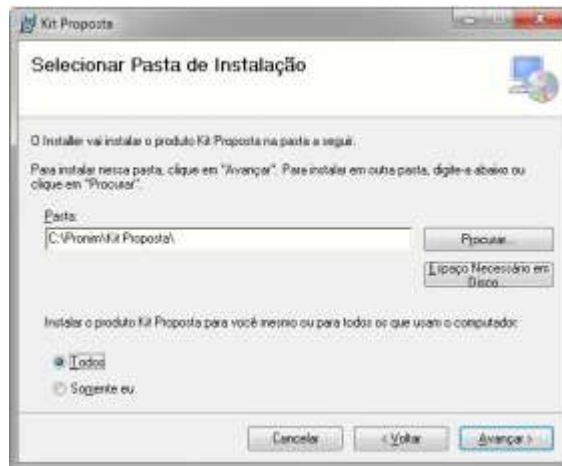 Kit Proposta
Selecionar Pasta de Instalação
O Installer vai instalar o produto Kit Proposta na pasta a seguir.
Para instalar nessa pasta, clique em "Avançar". Para instalar em outra pasta, digite-a abaixo ou
clique em "Procurar".
Pasta:
C:\Pronim\Kit Proposta\
Procurar...
Espaço Necessário em
Disco...
Instalar o produto Kit Proposta para você mesmo ou para todos os que usam o computador:
Todos
Somente eu
Cancelar
< Voltar
Avançar >